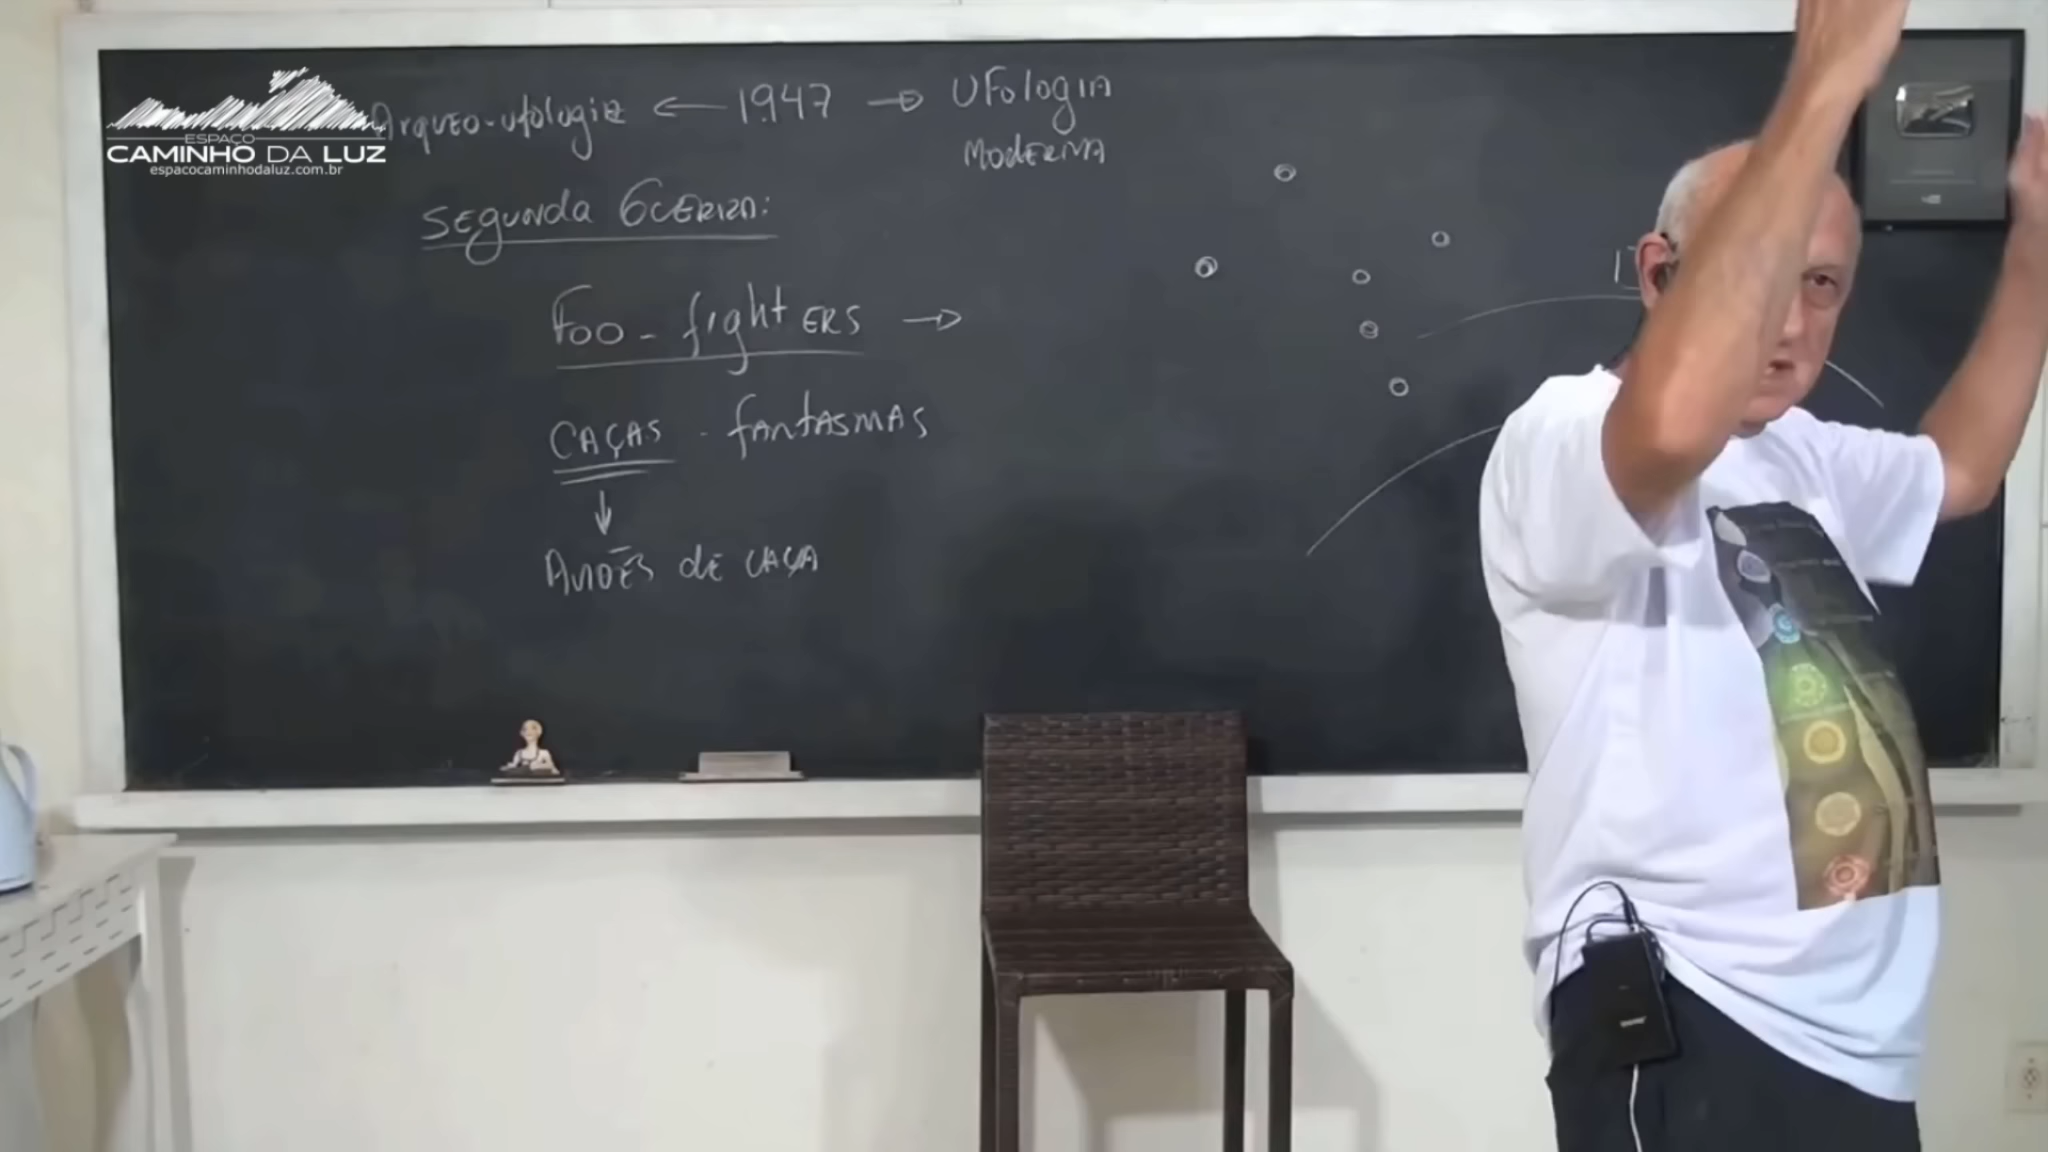 Arqueo-ufologia ← 1947 → UFologia
MoDERNA
ESPAÇO
CAMINHO DA LUZ
espacocaminhodaluz.com.br
SEgunda GUERRA:
Foo - fightERS →
CAÇAS - fANtASMAS
↓
AVIÕES dE CAÇA